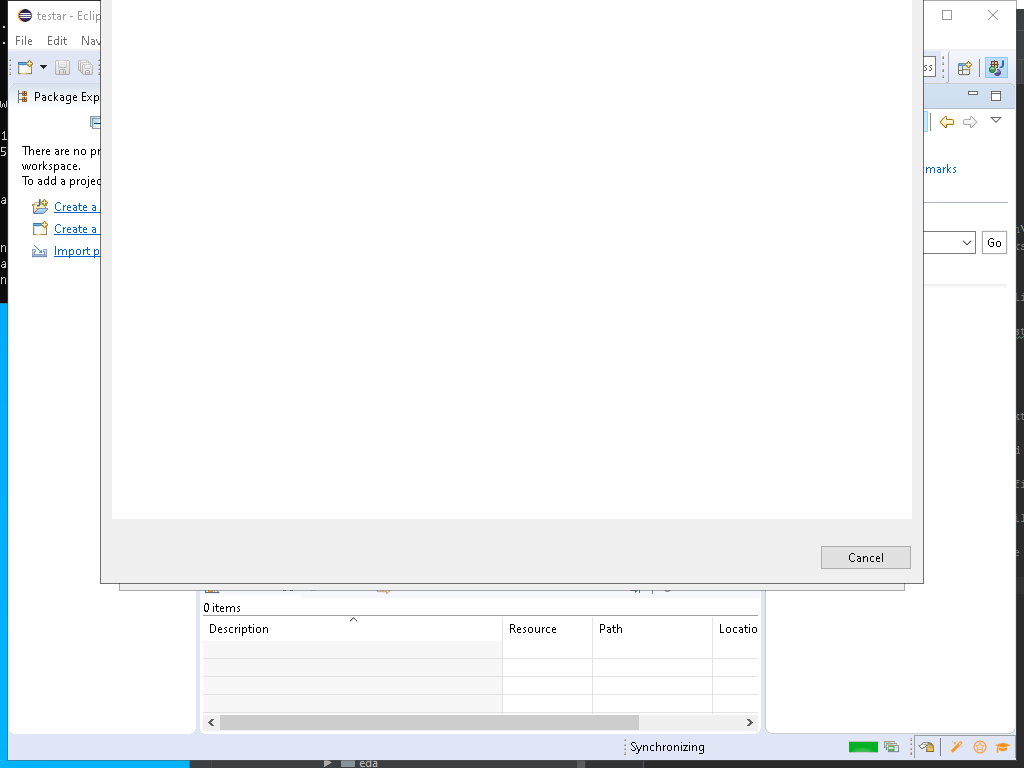 testar - Eclip
File Edit Nav
ss
Package Exp
There are no pr
workspace.
To add a projec
marks
Create a
Create a
Go
Import p
Cancel
0 items
Description Resource Path Locatio
Synchronizing
eda